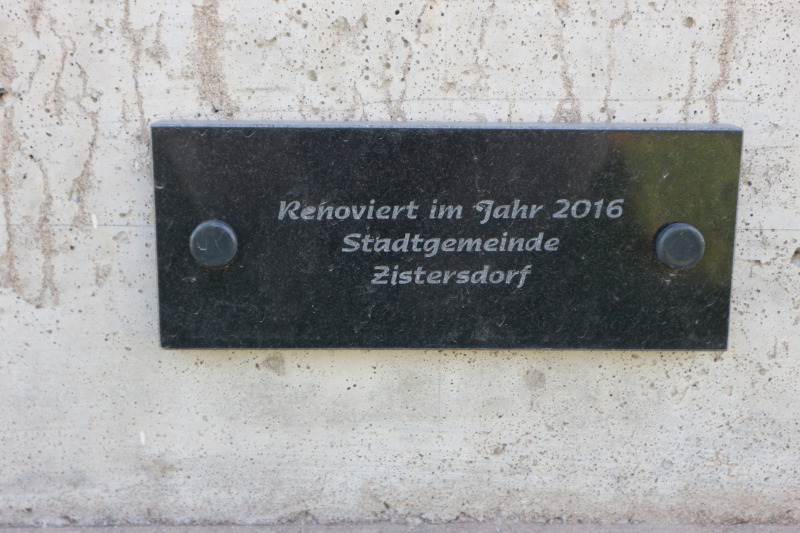 Renoviert im Jahr 2016
Stadtgemeinde
Zistersdorf